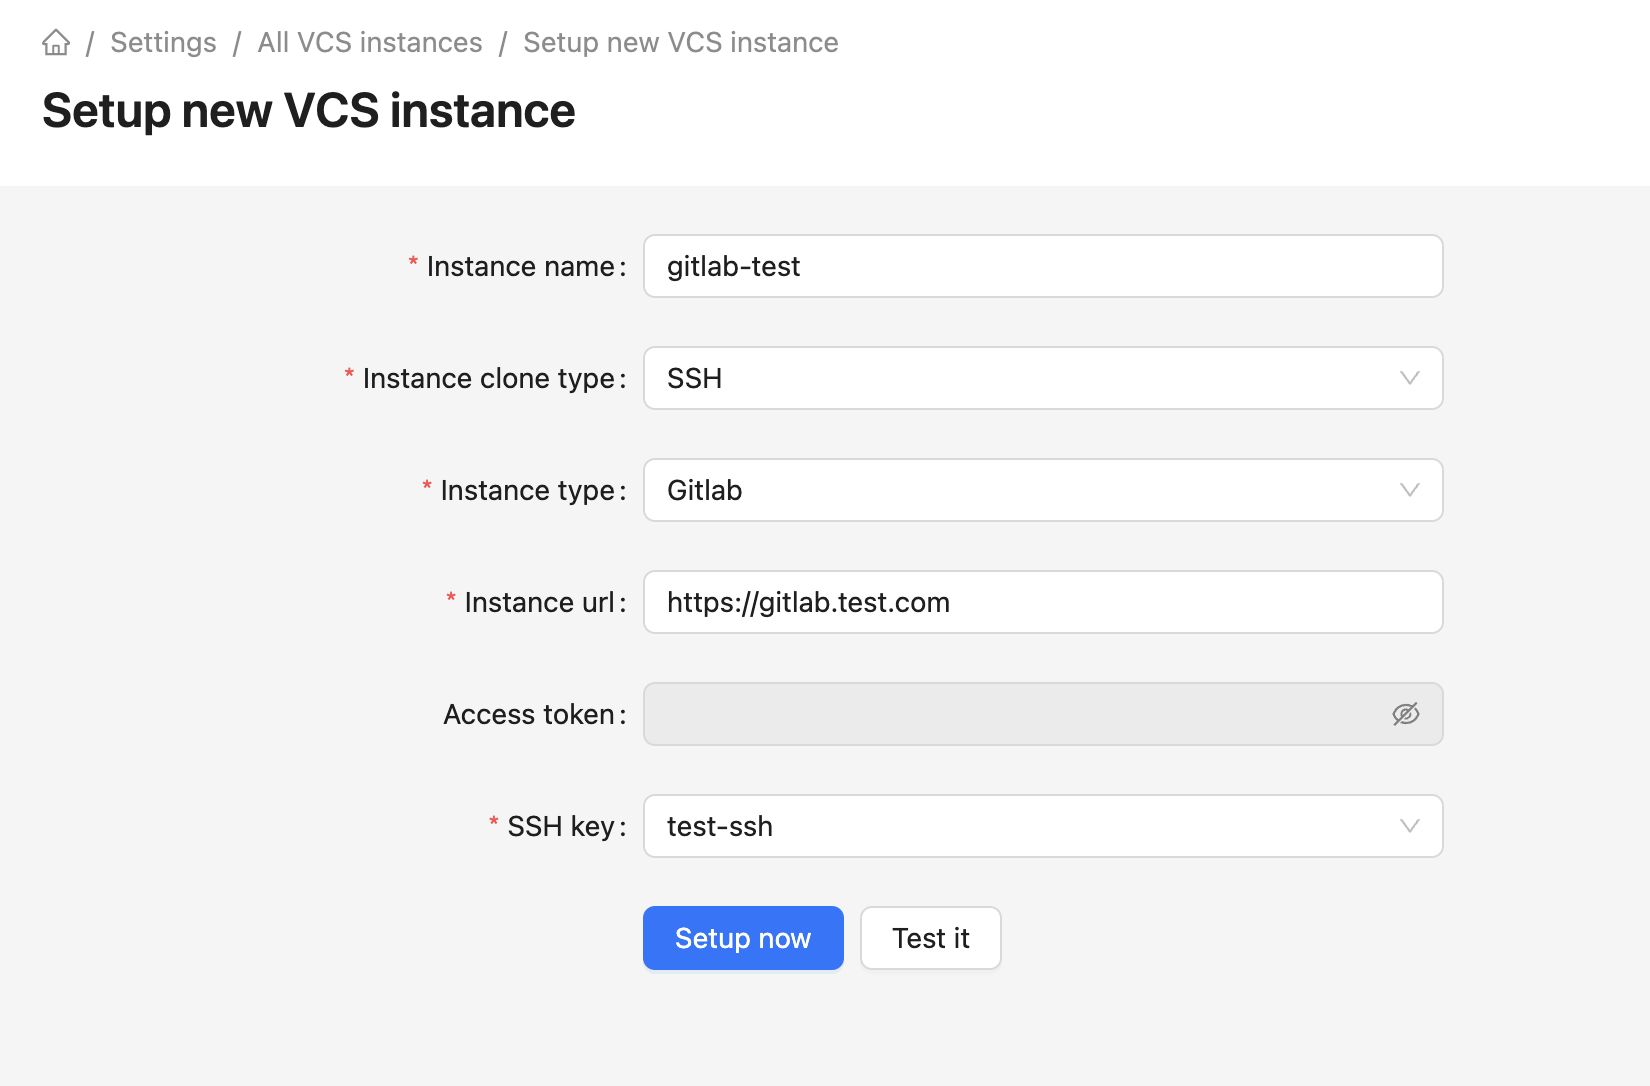 / Settings / All VCS instances / Setup new VCS instance
Setup new VCS instance
* Instance name: gitlab-test
* Instance clone type: SSH
* Instance type: Gitlab
* Instance url: https://gitlab.test.com
Access token:
* SSH key: test-ssh
Setup now Test it